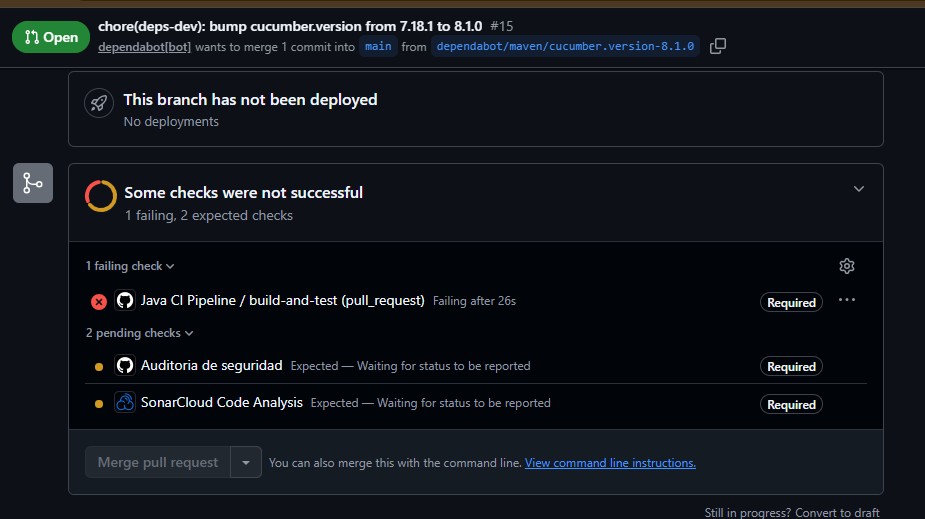 Open
chore(deps-dev): bump cucumber.version from 7.18.1 to 8.1.0 #15
dependabot[bot] wants to merge 1 commit into main from dependabot/maven/cucumber.version-8.1.0
This branch has not been deployed
No deployments
Some checks were not successful
1 failing, 2 expected checks
1 failing check
Java CI Pipeline / build-and-test (pull_request) Failing after 26s Required
2 pending checks
Auditoria de seguridad Expected — Waiting for status to be reported Required
SonarCloud Code Analysis Expected — Waiting for status to be reported Required
Merge pull request You can also merge this with the command line. View command line instructions.
Still in progress? Convert to draft